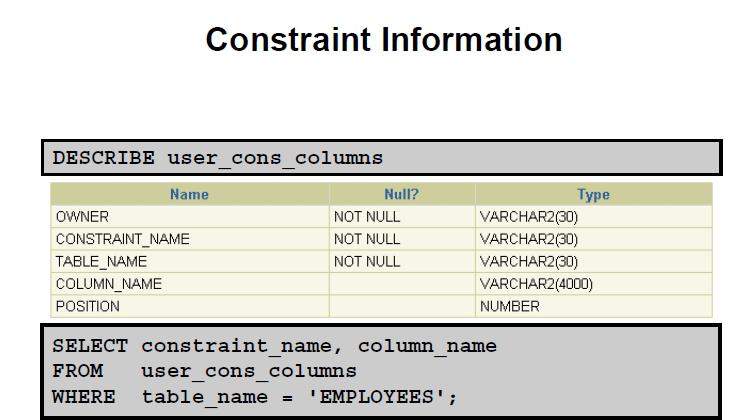 Constraint Information
DESCRIBE user_cons_columns
Name Null? Type
OWNER NOT NULL VARCHAR2(30)
CONSTRAINT_NAME NOT NULL VARCHAR2(30)
TABLE_NAME NOT NULL VARCHAR2(30)
COLUMN_NAME VARCHAR2(4000)
POSITION NUMBER
SELECT constraint_name, column_name
FROM user_cons_columns
WHERE table_name = 'EMPLOYEES';